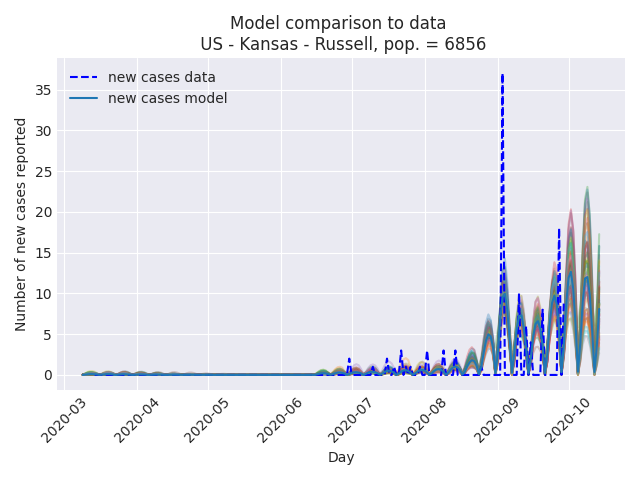 Model comparison to data
US - Kansas - Russell, pop. = 6856
new cases data
new cases model
Number of new cases reported
35
30
25
20
15
10
5
0
2020-03
2020-04
2020-05
2020-06
2020-07
2020-08
2020-09
2020-10
Day